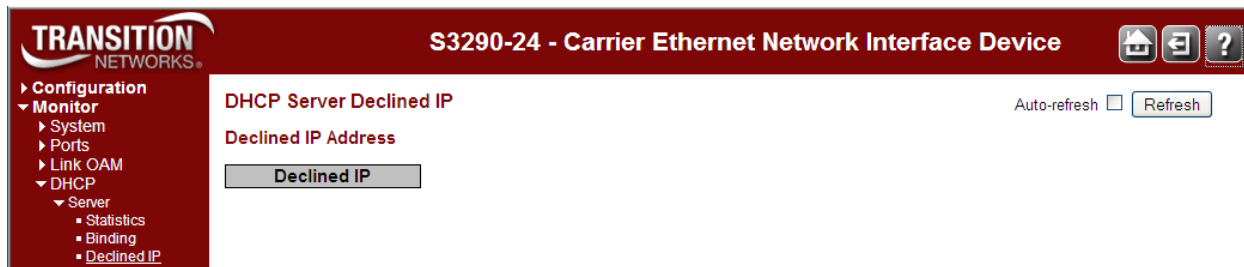 TRANSITION
NETWORKS®
S3290-24 - Carrier Ethernet Network Interface Device
?
Configuration
Monitor
System
Ports
Link OAM
DHCP
Server
Statistics
Binding
Declined IP
DHCP Server Declined IP
Auto-refresh
Refresh
Declined IP Address
Declined IP